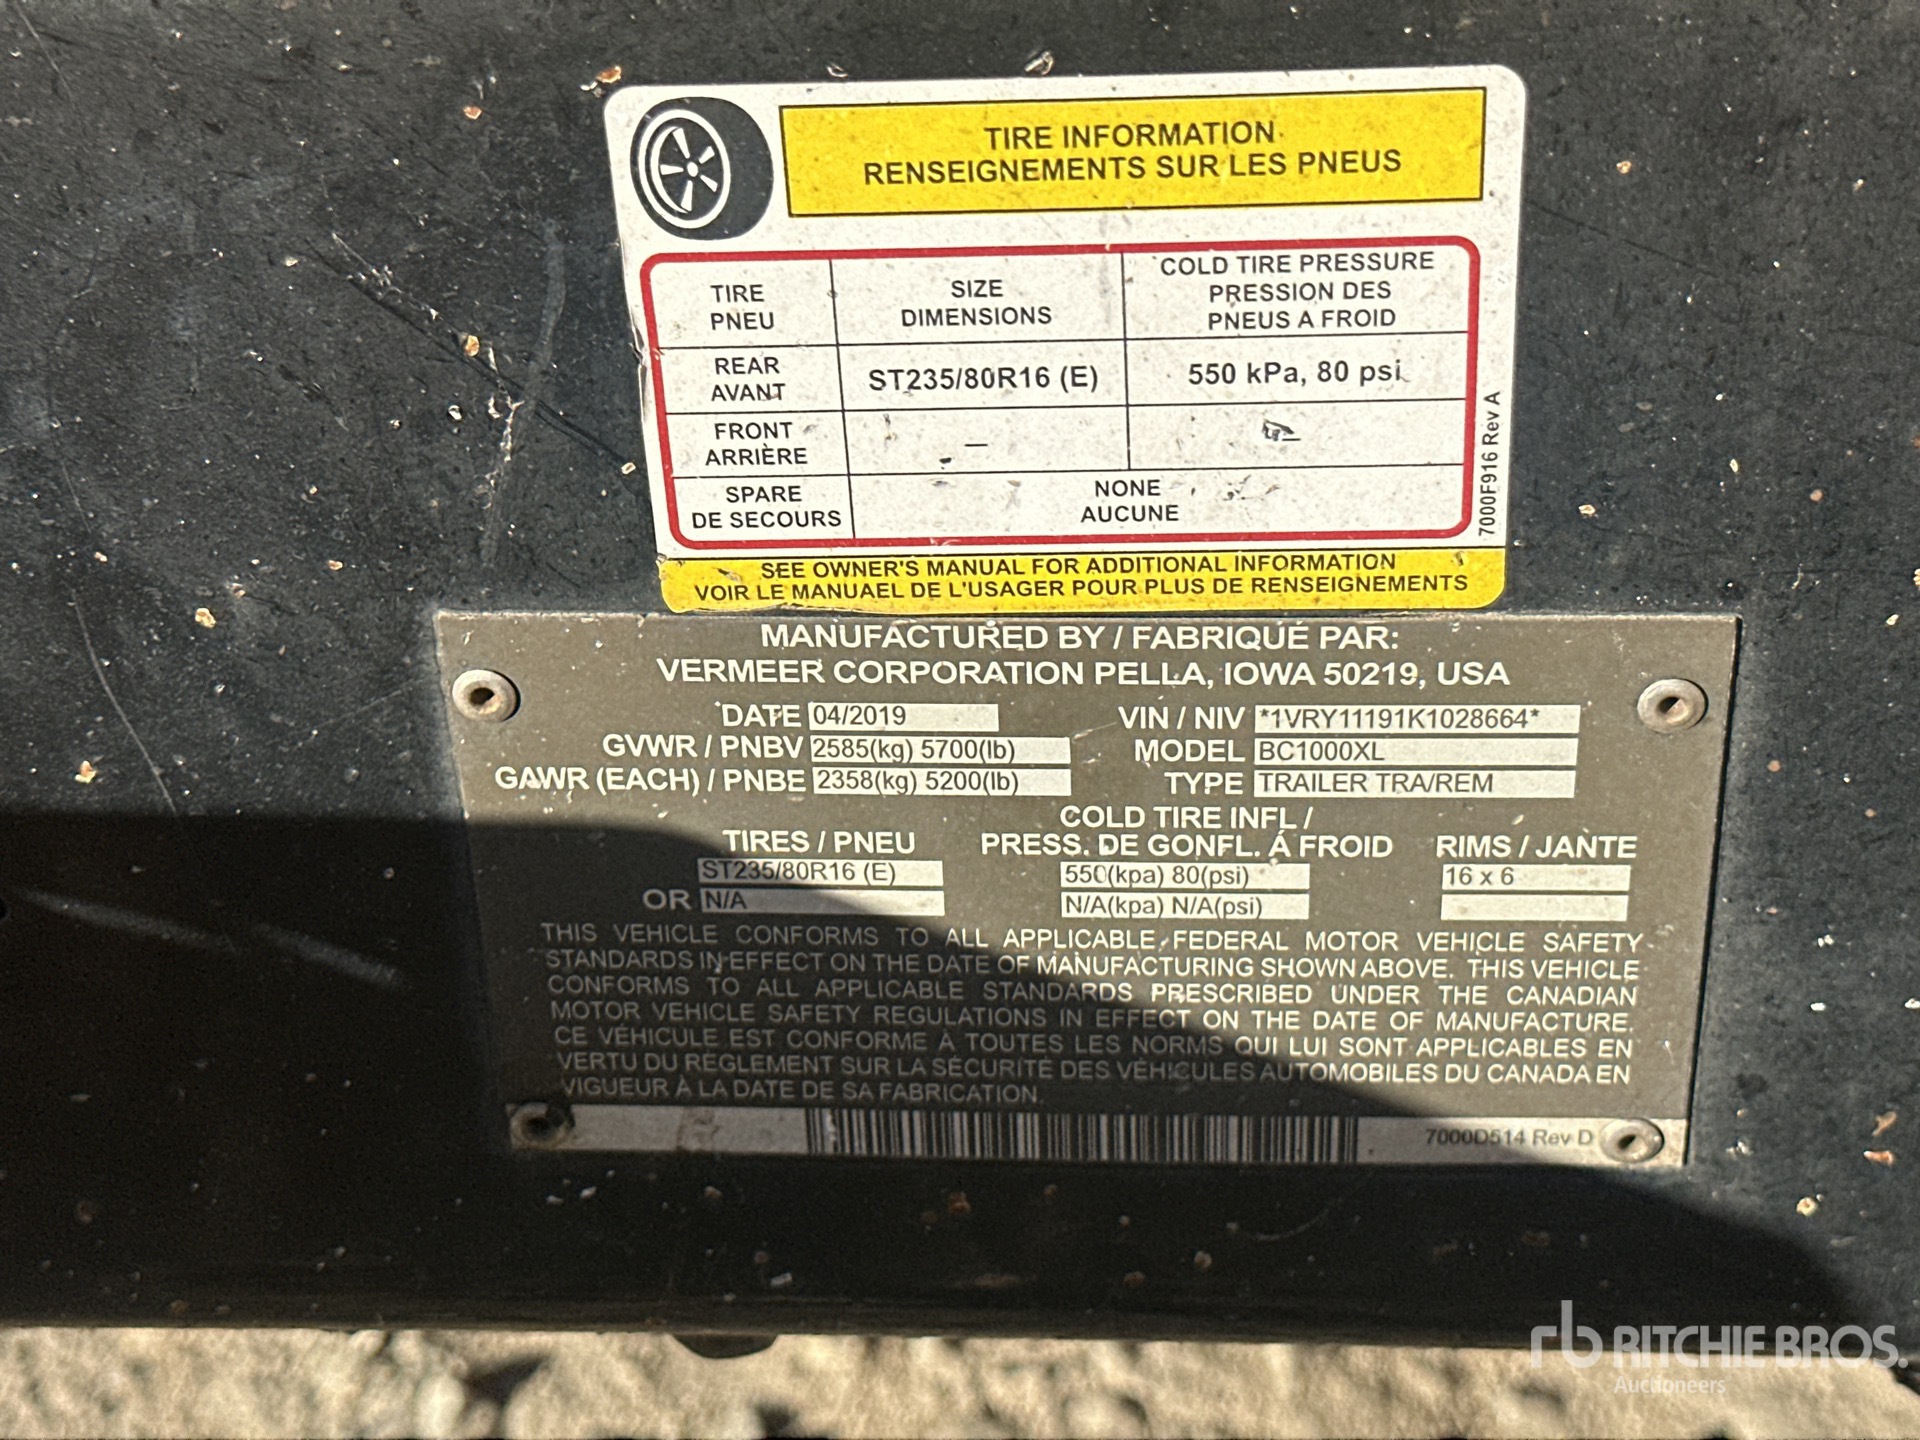 TIRE INFORMATION
RENSEIGNEMENTS SUR LES PNEUS
TIRE
PNEU
SIZE
DIMENSIONS
COLD TIRE PRESSURE
PRESSION DES
PNEUS A FROID
REAR
AVANT
ST235/80R16 (E)
550 kPa, 80 psi
FRONT
ARRIÈRE
—
–
SPARE
DE SECOURS
NONE
AUCUNE
7000F916 Rev A
SEE OWNER'S MANUAL FOR ADDITIONAL INFORMATION
VOIR LE MANUAEL DE L'USAGER POUR PLUS DE RENSEIGNEMENTS
MANUFACTURED BY / FABRIQUÉ PAR:
VERMEER CORPORATION PELLA, IOWA 50219, USA
DATE 04/2019 VIN / NIV *1VRY11191K1028664*
GVWR / PNBV 2585(kg) 5700(lb) MODEL BC1000XL
GAWR (EACH) / PNBE 2358(kg) 5200(lb) TYPE TRAILER TRA/REM
COLD TIRE INFL /
TIRES / PNEU PRESS. DE GONFL. Á FROID RIMS / JANTE
ST235/80R16 (E) 550(kpa) 80(psi) 16 x 6
OR N/A N/A(kpa) N/A(psi)
THIS VEHICLE CONFORMS TO ALL APPLICABLE FEDERAL MOTOR VEHICLE SAFETY
STANDARDS IN EFFECT ON THE DATE OF MANUFACTURING SHOWN ABOVE. THIS VEHICLE
CONFORMS TO ALL APPLICABLE STANDARDS PRESCRIBED UNDER THE CANADIAN
MOTOR VEHICLE SAFETY REGULATIONS IN EFFECT ON THE DATE OF MANUFACTURE.
CE VÉHICULE EST CONFORME À TOUTES LES NORMS QUI LUI SONT APPLICABLES EN
VERTU DU RÈGLEMENT SUR LA SÉCURITÉ DES VÉHICULES AUTOMOBILES DU CANADA EN
VIGUEUR À LA DATE DE SA FABRICATION.
7000D514 Rev D
rb RITCHIE BROS.
Auctioneers